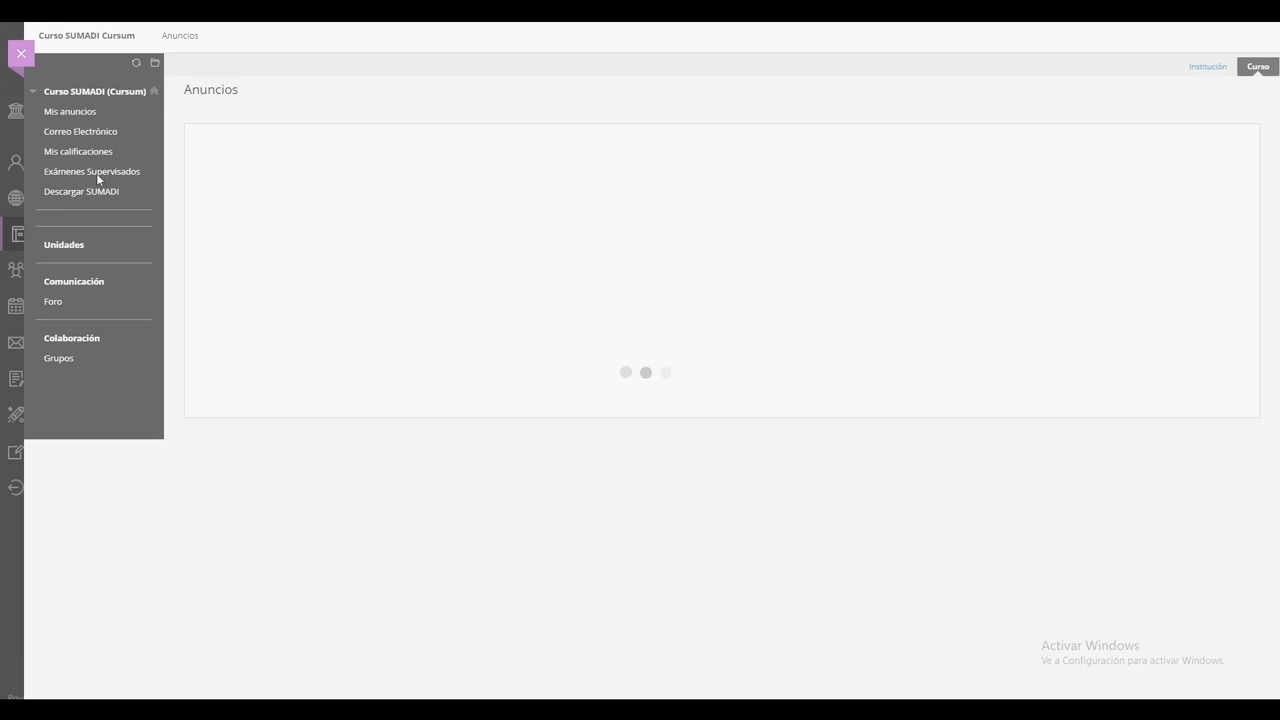 Curso SUMADI Cursum
Anuncios
Institución
Curso
Curso SUMADI (Cursum)
Mis anuncios
Correo Electrónico
Mis calificaciones
Exámenes Supervisados
Descargar SUMADI
Unidades
Comunicación
Foro
Colaboración
Grupos
Anuncios
Activar Windows
Ve a Configuración para activar Windows.